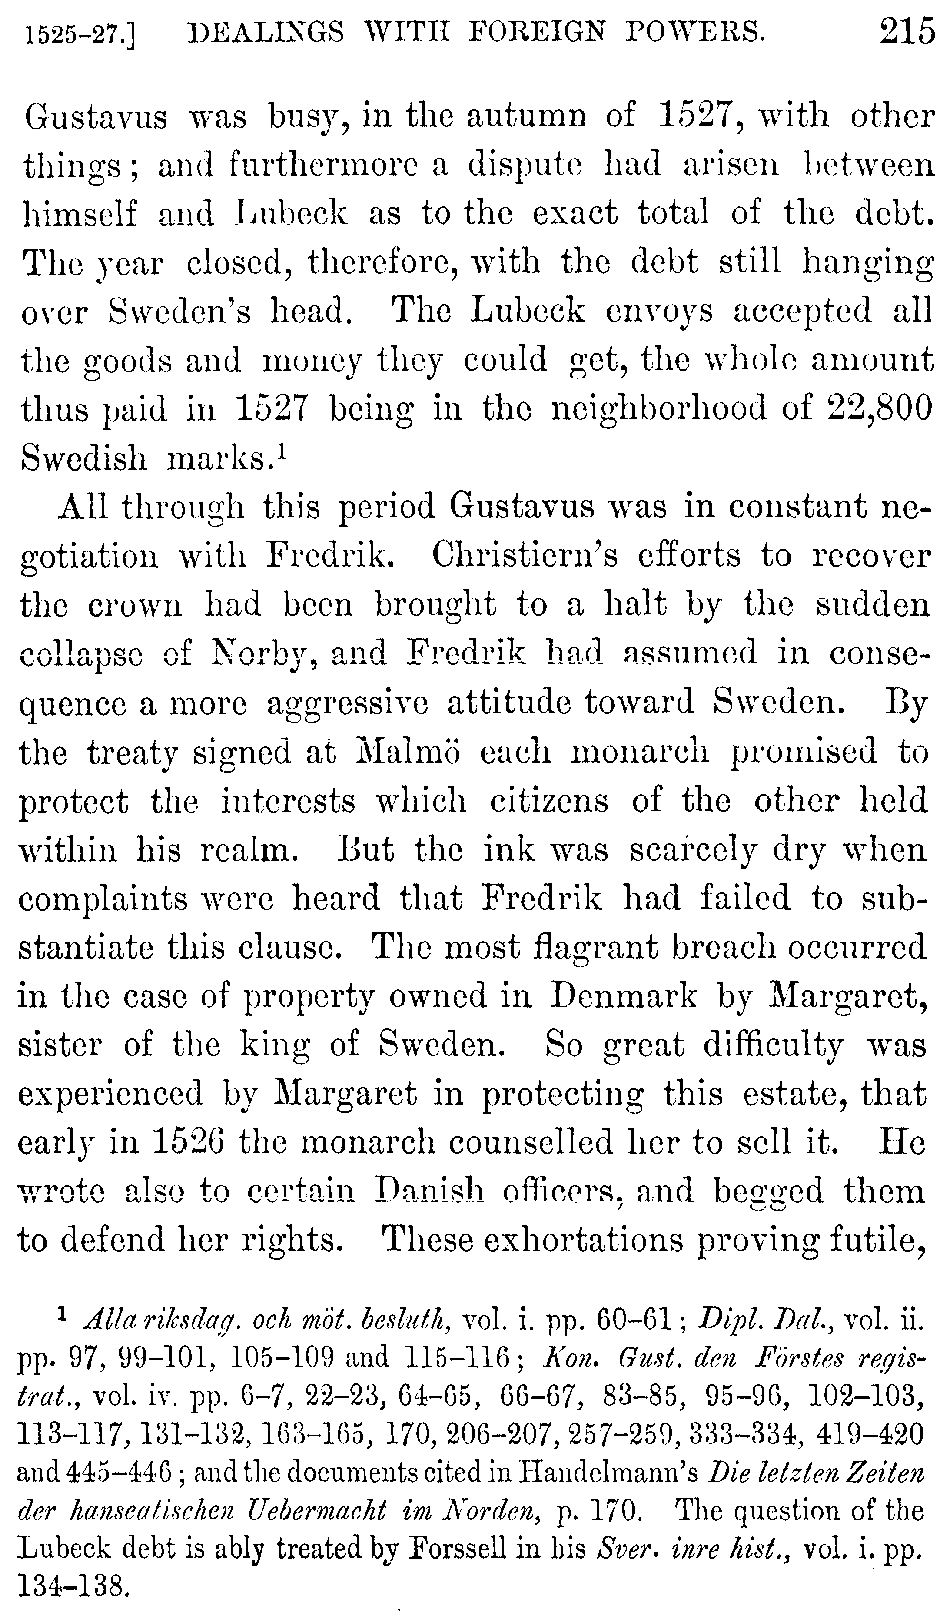 1525-27.] DEALINGS WITH FOREIGN POWERS. 215
Gustavus was busy, in the autumn of 1527, with other
things; and furthermore a dispute had arisen between
himself and Lubeck as to the exact total of the debt.
The year closed, therefore, with the debt still hanging
over Sweden's head. The Lubeck envoys accepted all
the goods and money they could get, the whole amount
thus paid in 1527 being in the neighborhood of 22,800
Swedish marks.¹
All through this period Gustavus was in constant ne-
gotiation with Fredrik. Christiern's efforts to recover
the crown had been brought to a halt by the sudden
collapse of Norby, and Fredrik had assumed in conse-
quence a more aggressive attitude toward Sweden. By
the treaty signed at Malmö each monarch promised to
protect the interests which citizens of the other held
within his realm. But the ink was scarcely dry when
complaints were heard that Fredrik had failed to sub-
stantiate this clause. The most flagrant breach occurred
in the case of property owned in Denmark by Margaret,
sister of the king of Sweden. So great difficulty was
experienced by Margaret in protecting this estate, that
early in 1526 the monarch counselled her to sell it. He
wrote also to certain Danish officers, and begged them
to defend her rights. These exhortations proving futile,
¹ Alla riksdag. och möt. besluth, vol. i. pp. 60-61; Dipl. Dal., vol. ii.
pp. 97, 99-101, 105-109 and 115-116; Kon. Gust. den Förstes regis-
trat., vol. iv. pp. 6-7, 22-23, 64-65, 66-67, 83-85, 95-96, 102-103,
113-117, 131-132, 163-165, 170, 206-207, 257-259, 333-334, 419-420
and 445-446; and the documents cited in Handelmann's Die letzten Zeiten
der hanseatischen Uebermacht im Norden, p. 170. The question of the
Lubeck debt is ably treated by Forssell in his Sver. inre hist., vol. i. pp.
134-138.